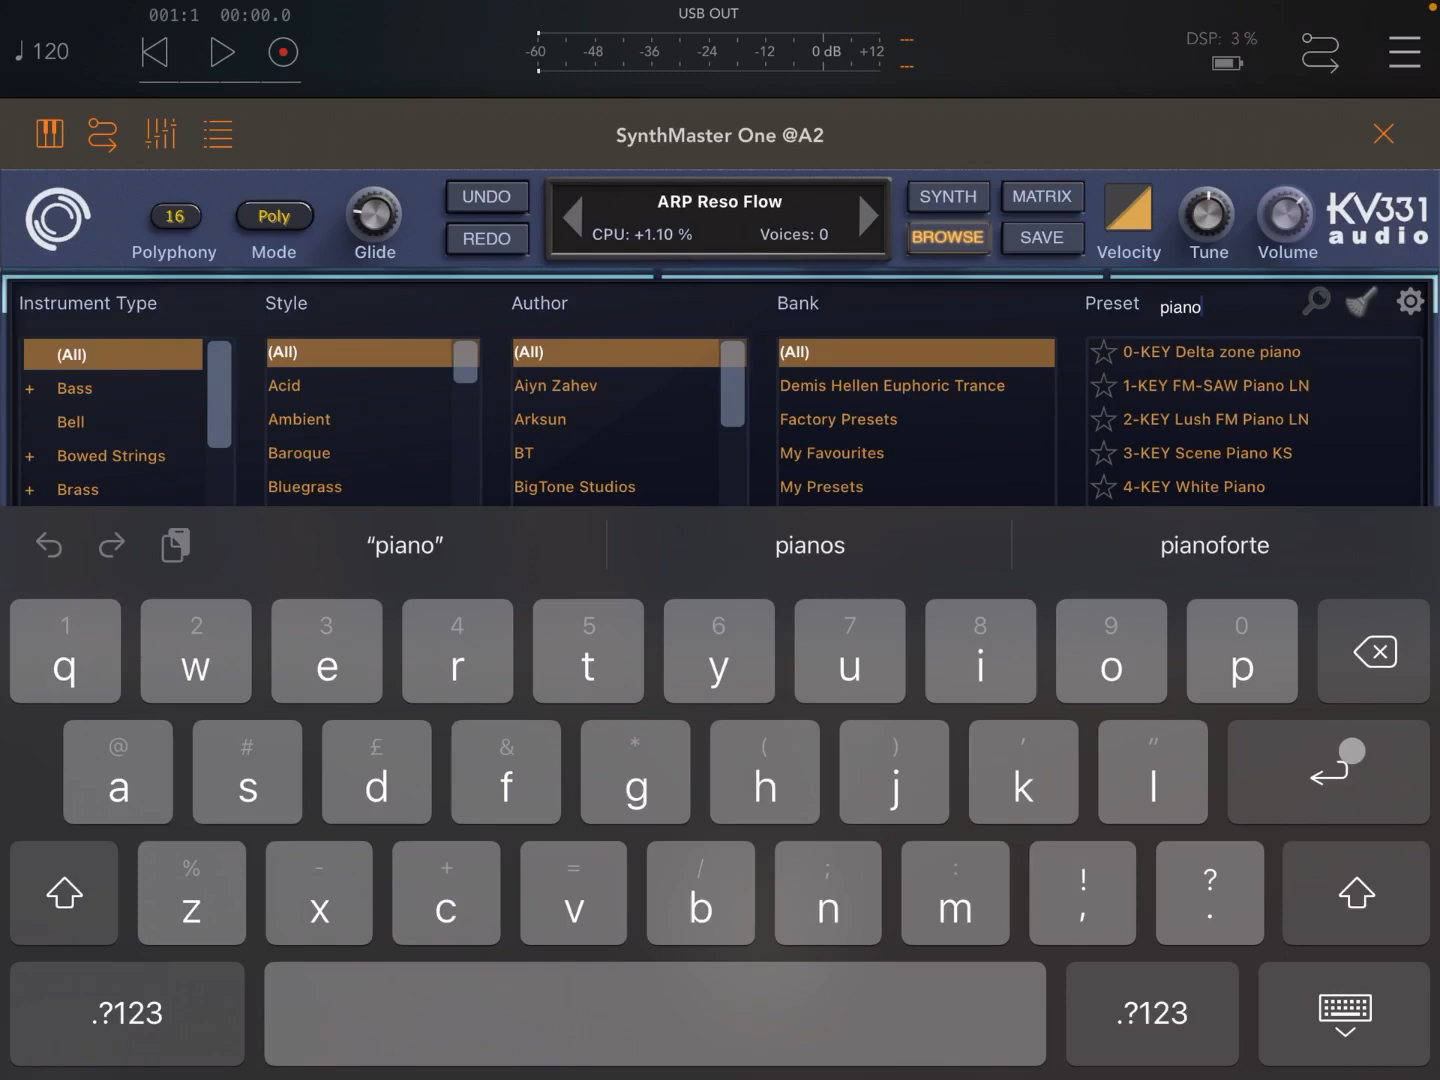 001:1 00:00.0
USB OUT
120
-60 -48 -36 -24 -12 0 dB +12
DSP: 3 %
SynthMaster One @A2
16
Polyphony
Poly
Mode
Glide
UNDO
REDO
ARP Reso Flow
CPU: +1.10 % Voices: 0
SYNTH MATRIX
BROWSE SAVE
Velocity
Tune
Volume
KV331
audio
Instrument Type Style Author Bank Preset piano
(All) (All) (All) (All) 0-KEY Delta zone piano
+ Bass Acid Aiyn Zahev Demis Hellen Euphoric Trance 1-KEY FM-SAW Piano LN
Bell Ambient Arksun Factory Presets 2-KEY Lush FM Piano LN
+ Bowed Strings Baroque BT My Favourites 3-KEY Scene Piano KS
+ Brass Bluegrass BigTone Studios My Presets 4-KEY White Piano
“piano” pianos pianoforte
1 2 3 4 5 6 7 8 9 0
q w e r t y u i o p
@ # £ & * ( ) ' "
a s d f g h j k l
% - + = / ; : ! ?
z x c v b n m , .
.?123 .?123